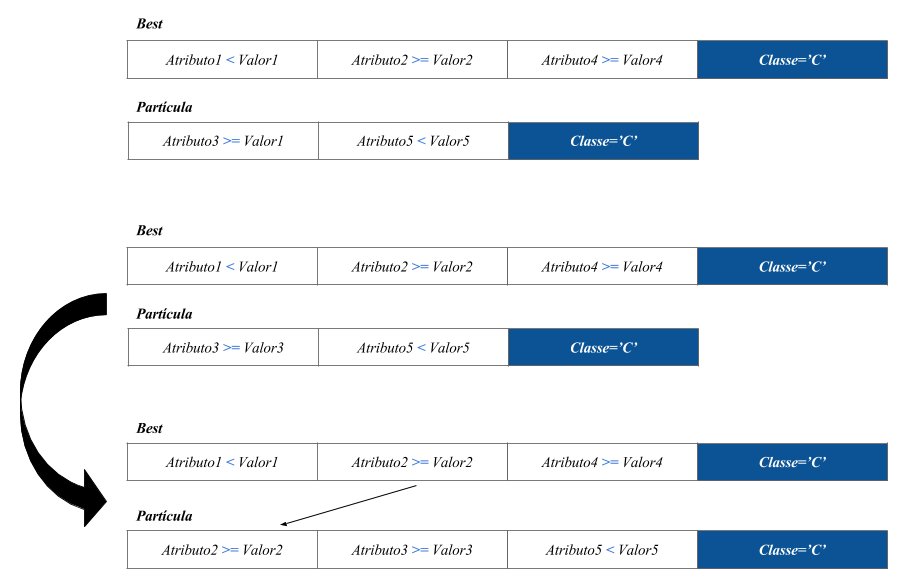 Best
Atributo1 < Valor1 Atributo2 >= Valor2 Atributo4 >= Valor4 Classe='C'
Partícula
Atributo3 >= Valor1 Atributo5 < Valor5 Classe=’C’
Best
Atributo1 < Valor1 Atributo2 >= Valor2 Atributo4 >= Valor4 Classe=’C’
Partícula
Atributo3 >= Valor3 Atributo5 < Valor5 Classe=’C’
Best
Atributo1 < Valor1 Atributo2 >= Valor2 Atributo4 >= Valor4 Classe=’C’
Partícula
Atributo2 >= Valor2 Atributo3 >= Valor3 Atributo5 < Valor5 Classe=’C’